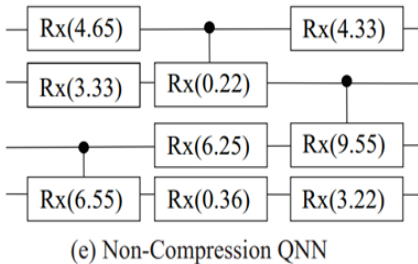 Rx(4.65) Rx(4.33)
Rx(3.33) Rx(0.22)
Rx(6.25) Rx(9.55)
Rx(6.55) Rx(0.36) Rx(3.22)
(e) Non-Compression QNN